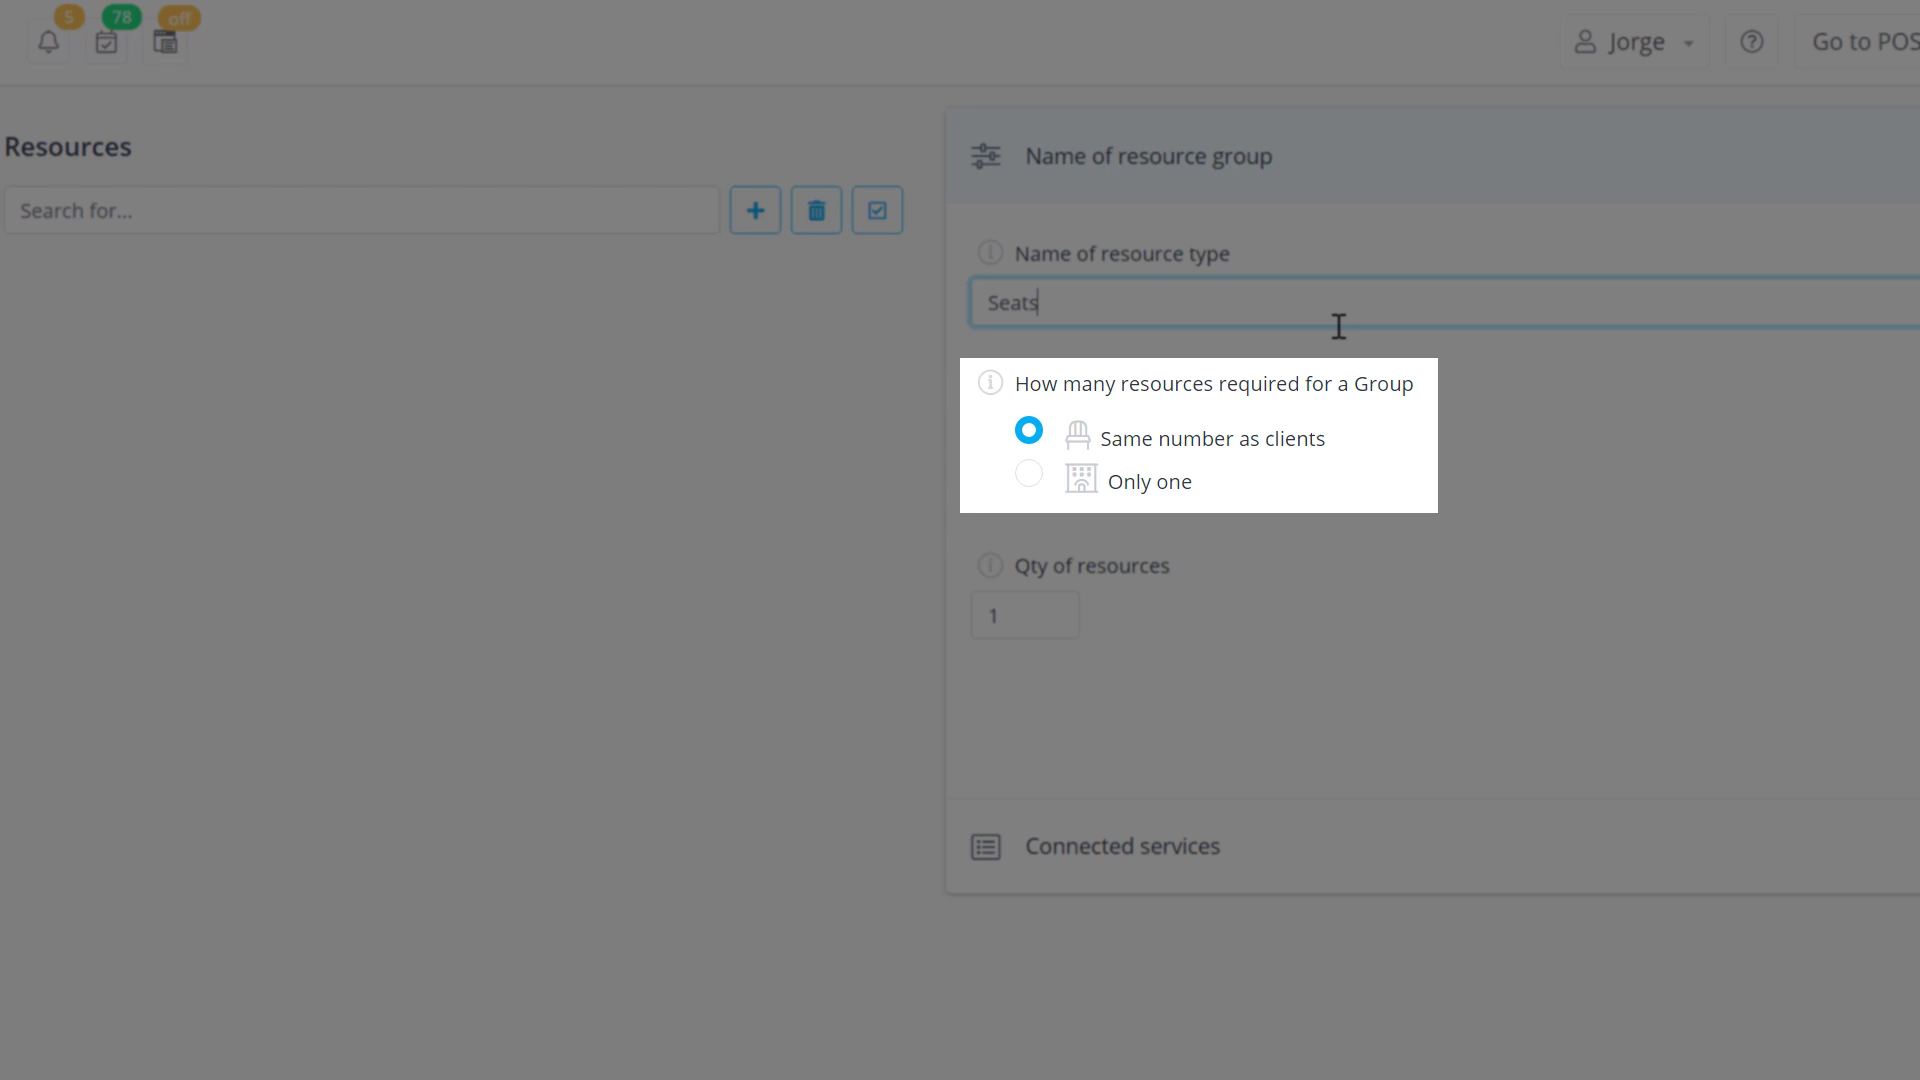 5
78
off
Jorge
Go to POS
Resources
Search for...
Name of resource group
Name of resource type
Seats
How many resources required for a Group
Same number as clients
Only one
Qty of resources
1
Connected services